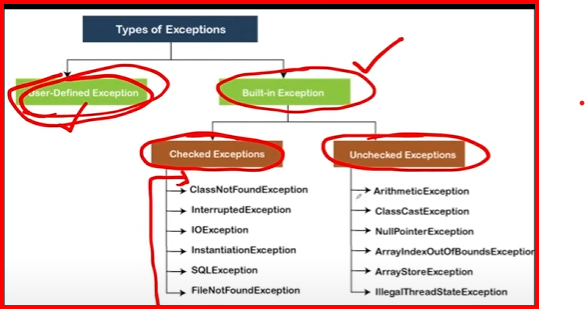 Types of Exceptions
User-Defined Exception
Built-in Exception
Checked Exceptions
Unchecked Exceptions
ClassNotFoundException
InterruptedException
IOException
InstantiationException
SQLException
FileNotFoundException
ArithmeticException
ClassCastException
NullPointerException
ArrayIndexOutOfBoundsException
ArrayStoreException
IllegalThreadStateException